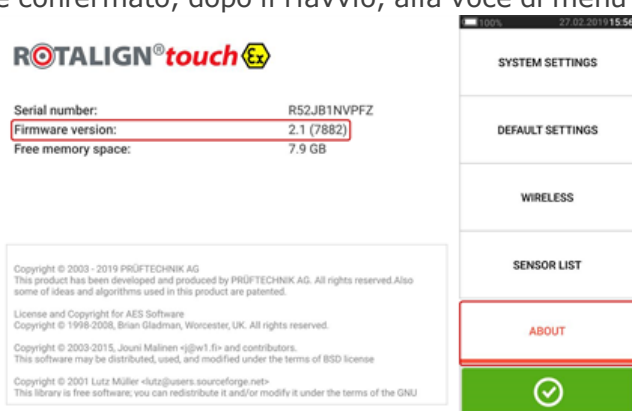 e confermato, dopo il riavvio, alla voce di menu
100% 27.02.2019 15:56
ROTALIGN® touch Ex
Serial number: R52JB1NVPFZ
Firmware version: 2.1 (7882)
Free memory space: 7.9 GB
Copyright © 2003 - 2019 PRÜFTECHNIK AG
This product has been developed and produced by PRÜFTECHNIK AG. All rights reserved.Also
some of ideas and algorithms used in this product are patented.
License and Copyright for AES Software
Copyright © 1998-2008, Brian Gladman, Worcester, UK. All rights reserved.
Copyright © 2003-2015, Jouni Malinen <j@w1.fi> and contributors.
This software may be distributed, used, and modified under the terms of BSD license
Copyright © 2001 Lutz Müller <lutz@users.sourceforge.net>
This library is free software; you can redistribute it and/or modify it under the terms of the GNU
SYSTEM SETTINGS
DEFAULT SETTINGS
WIRELESS
SENSOR LIST
ABOUT